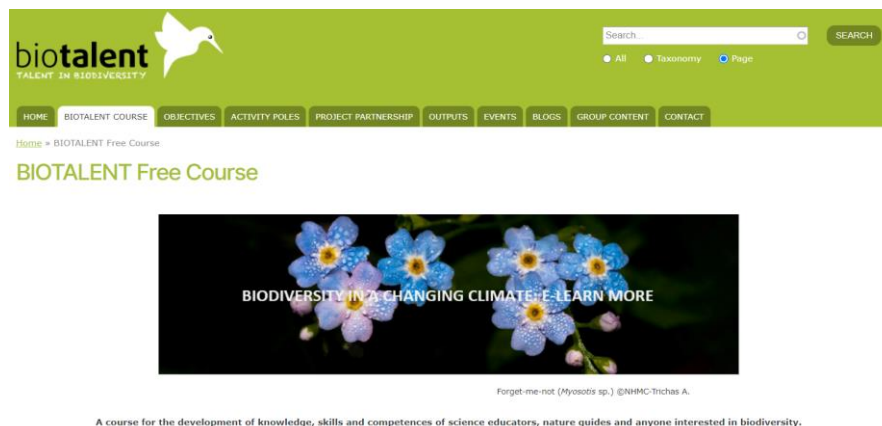 biotalent
TALENT IN BIODIVERSITY
Search...
SEARCH
All Taxonomy Page
HOME BIOTALENT COURSE OBJECTIVES ACTIVITY POLES PROJECT PARTNERSHIP OUTPUTS EVENTS BLOGS GROUP CONTENT CONTACT
Home » BIOTALENT Free Course
BIOTALENT Free Course
BIODIVERSITY IN A CHANGING CLIMATE: E-LEARN MORE
Forget-me-not (Myosotis sp.) ©NHMC-Trichas A.
A course for the development of knowledge, skills and competences of science educators, nature guides and anyone interested in biodiversity.